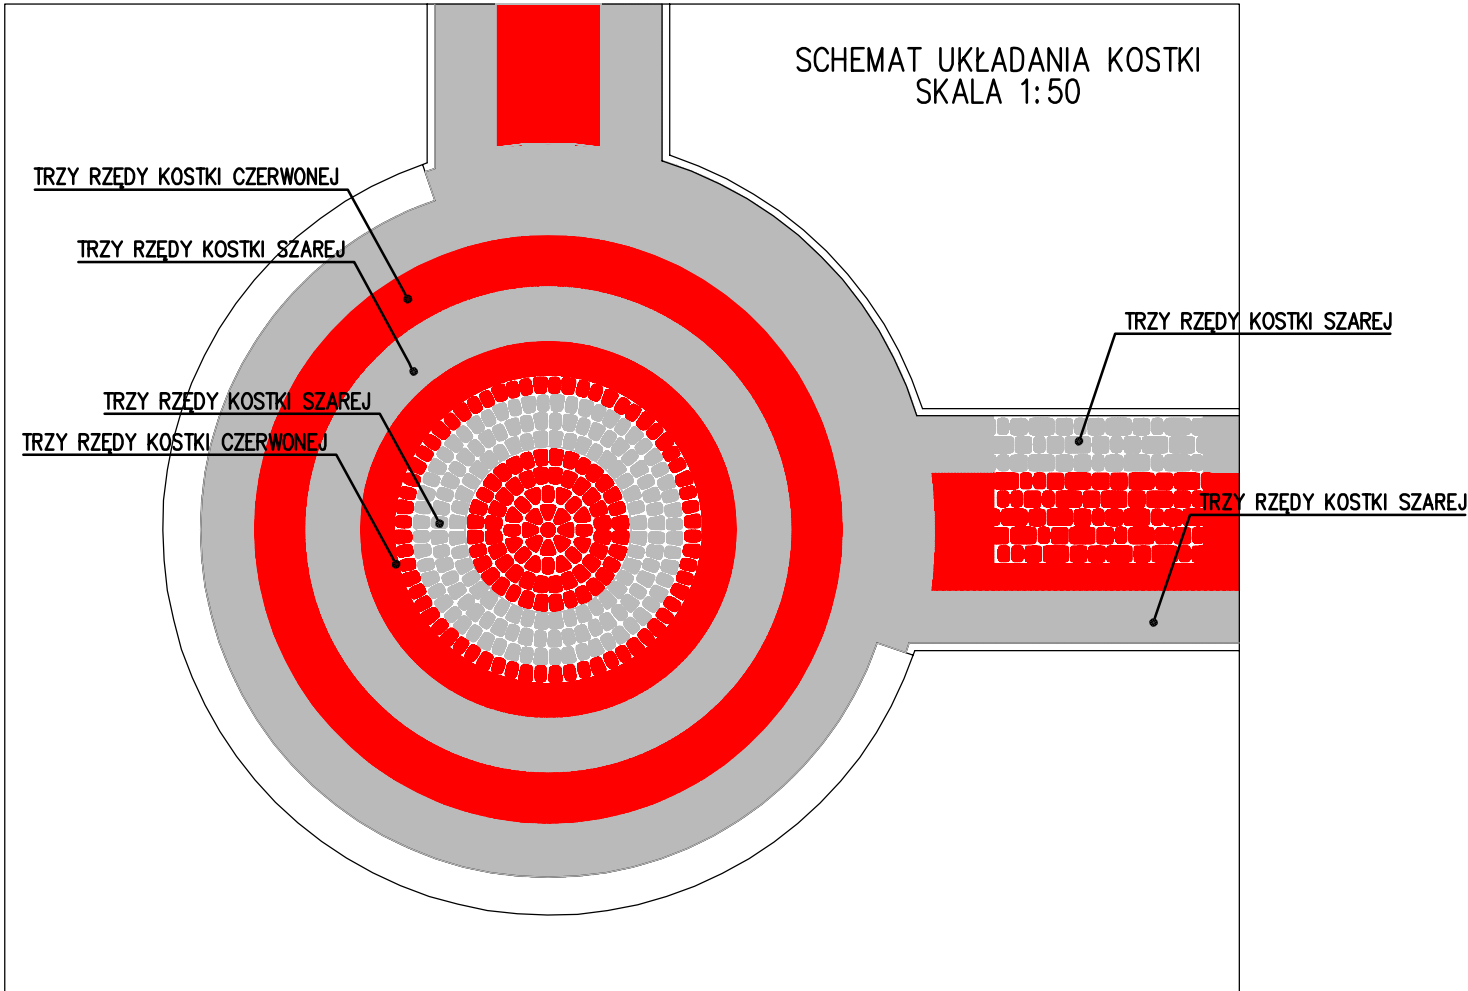 SCHEMAT UKŁADANIA KOSTKI
SKALA 1:50
TRZY RZĘDY KOSTKI CZERWONEJ
TRZY RZĘDY KOSTKI SZAREJ
TRZY RZĘDY KOSTKI SZAREJ
TRZY RZĘDY KOSTKI SZAREJ
TRZY RZĘDY KOSTKI CZERWONEJ
TRZY RZĘDY KOSTKI SZAREJ